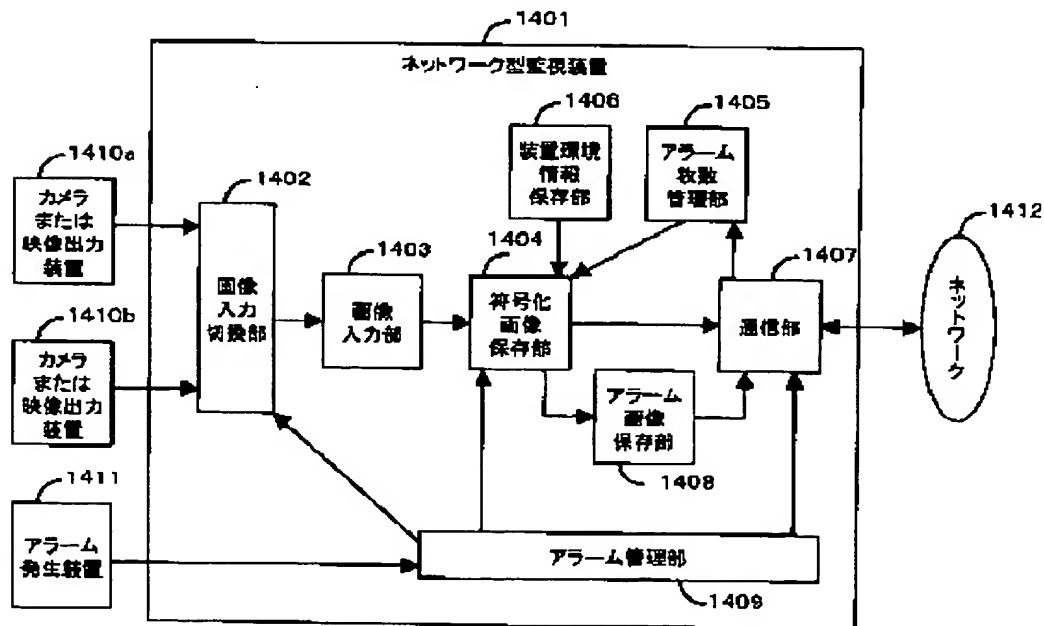 1401
ネットワーク型監視装置
1406
1405
1410a
カメラ
または
映像出力
装置
1402
画像
入力
切換部
装置環境
情報
保存部
アラーム
枚数
管理部
1412
ネットワーク
1403
画像
入力部
1404
符号化
画像
保存部
1407
通信部
1410b
カメラ
または
映像出力
装置
アラーム
画像
保存部
1408
1411
アラーム
発生装置
アラーム管理部
1409